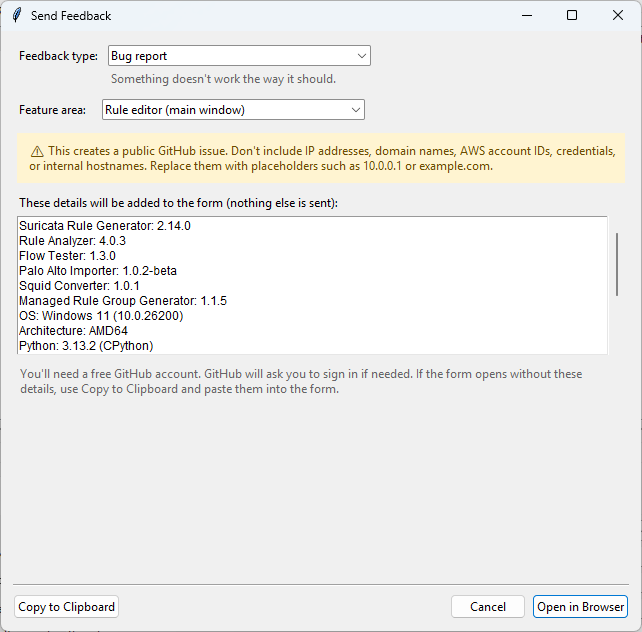 Send Feedback
Feedback type: Bug report
Something doesn't work the way it should.
Feature area: Rule editor (main window)
⚠ This creates a public GitHub issue. Don't include IP addresses, domain names, AWS account IDs, credentials,
or internal hostnames. Replace them with placeholders such as 10.0.0.1 or example.com.
These details will be added to the form (nothing else is sent):
Suricata Rule Generator: 2.14.0
Rule Analyzer: 4.0.3
Flow Tester: 1.3.0
Palo Alto Importer: 1.0.2-beta
Squid Converter: 1.0.1
Managed Rule Group Generator: 1.1.5
OS: Windows 11 (10.0.26200)
Architecture: AMD64
Python: 3.13.2 (CPython)
You'll need a free GitHub account. GitHub will ask you to sign in if needed. If the form opens without these
details, use Copy to Clipboard and paste them into the form.
Copy to Clipboard Cancel Open in Browser